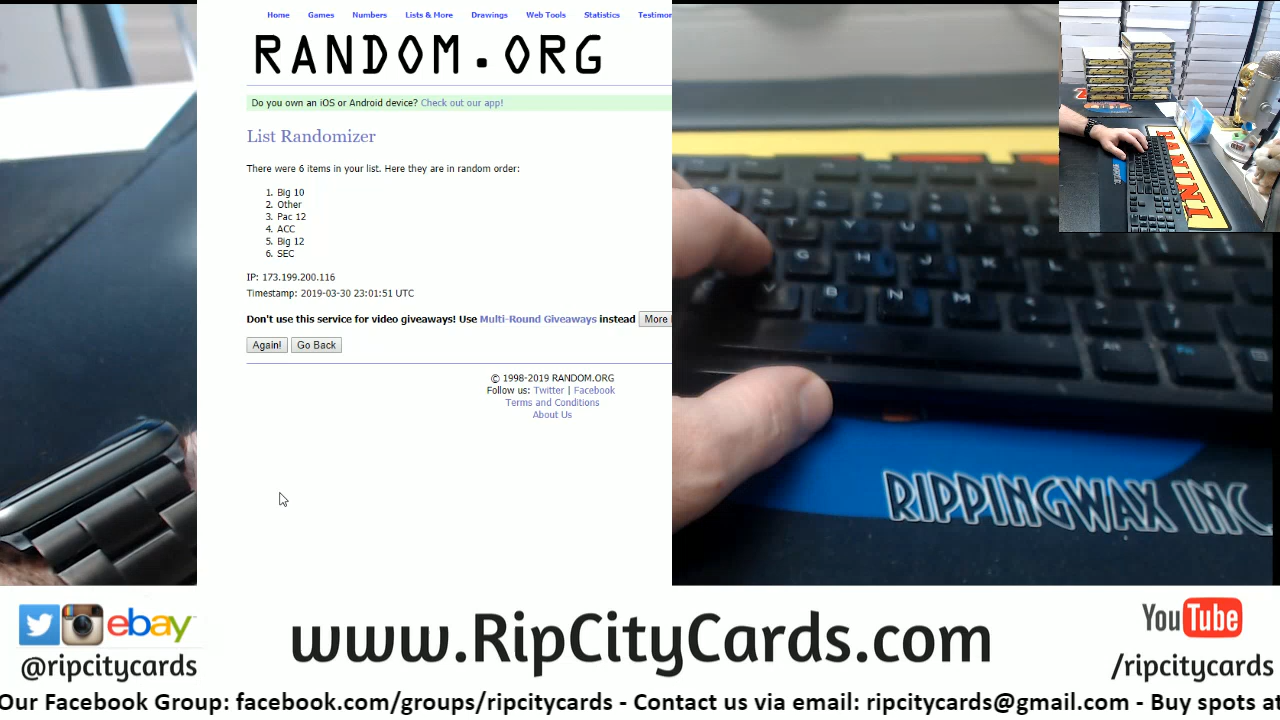 Home Games Numbers Lists & More Drawings Web Tools Statistics Testimon
RANDOM.ORG
Do you own an iOS or Android device? Check out our app!
List Randomizer
There were 6 items in your list. Here they are in random order:
1. Big 10
2. Other
3. Pac 12
4. ACC
5. Big 12
6. SEC
IP: 173.199.200.116
Timestamp: 2019-03-30 23:01:51 UTC
Don't use this service for video giveaways! Use Multi-Round Giveaways instead More
Again! Go Back
© 1998-2019 RANDOM.ORG
Follow us: Twitter | Facebook
Terms and Conditions
About Us
PANINI
T Y U I
G H J K L
V B N M
Alt Fn
RIPPINGWAX INC.
ebay
@ripcitycards
www.RipCityCards.com
YouTube
/ripcitycards
Our Facebook Group: facebook.com/groups/ripcitycards - Contact us via email: ripcitycards@gmail.com - Buy spots at